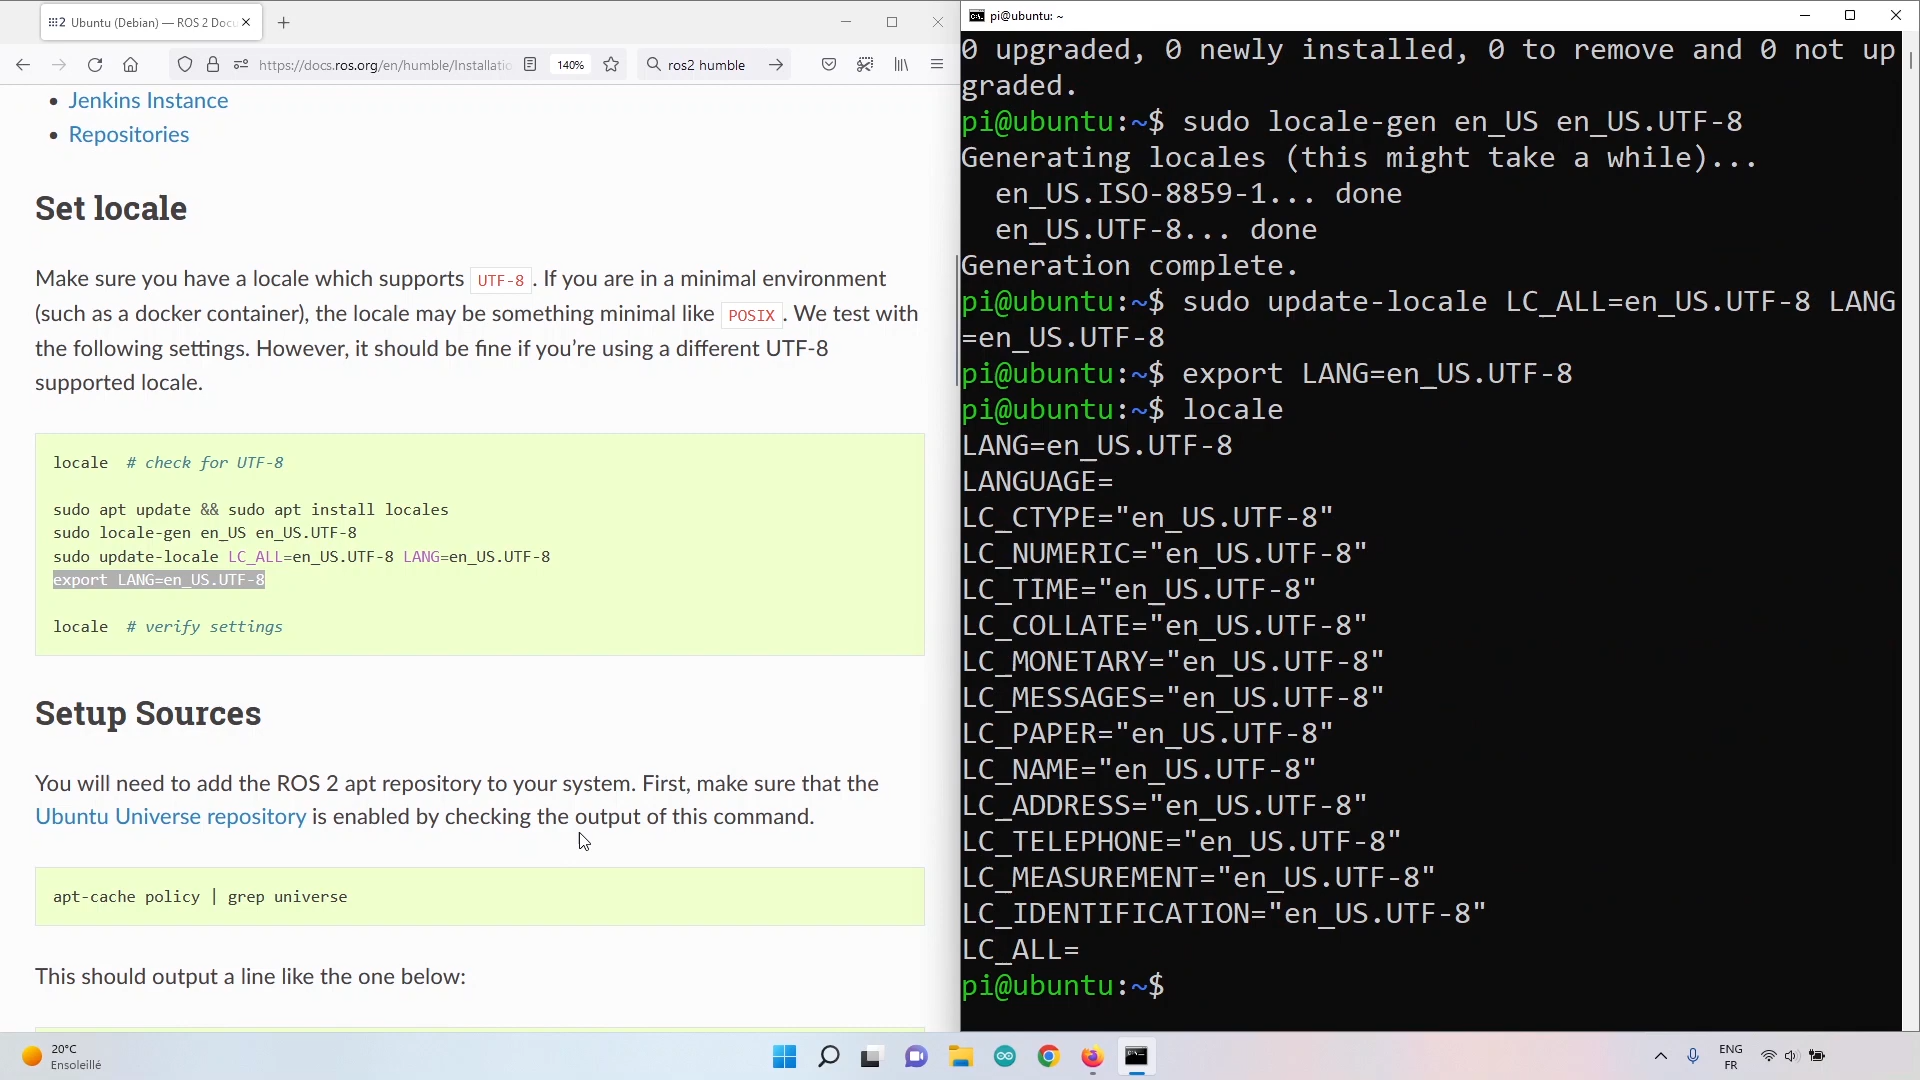 Ubuntu (Debian) — ROS 2 Docu
https://docs.ros.org/en/humble/Installatio
140%
ros2 humble
Jenkins Instance
Repositories
Set locale
Make sure you have a locale which supports UTF-8. If you are in a minimal environment
(such as a docker container), the locale may be something minimal like POSIX. We test with
the following settings. However, it should be fine if you’re using a different UTF-8
supported locale.
locale  # check for UTF-8
sudo apt update && sudo apt install locales
sudo locale-gen en_US en_US.UTF-8
sudo update-locale LC_ALL=en_US.UTF-8 LANG=en_US.UTF-8
export LANG=en_US.UTF-8
locale  # verify settings
Setup Sources
You will need to add the ROS 2 apt repository to your system. First, make sure that the
Ubuntu Universe repository is enabled by checking the output of this command.
apt-cache policy | grep universe
This should output a line like the one below:
pi@ubuntu: ~
0 upgraded, 0 newly installed, 0 to remove and 0 not up
graded.
pi@ubuntu:~$ sudo locale-gen en_US en_US.UTF-8
Generating locales (this might take a while)...
  en_US.ISO-8859-1... done
  en_US.UTF-8... done
Generation complete.
pi@ubuntu:~$ sudo update-locale LC_ALL=en_US.UTF-8 LANG
=en_US.UTF-8
pi@ubuntu:~$ export LANG=en_US.UTF-8
pi@ubuntu:~$ locale
LANG=en_US.UTF-8
LANGUAGE=
LC_CTYPE="en_US.UTF-8"
LC_NUMERIC="en_US.UTF-8"
LC_TIME="en_US.UTF-8"
LC_COLLATE="en_US.UTF-8"
LC_MONETARY="en_US.UTF-8"
LC_MESSAGES="en_US.UTF-8"
LC_PAPER="en_US.UTF-8"
LC_NAME="en_US.UTF-8"
LC_ADDRESS="en_US.UTF-8"
LC_TELEPHONE="en_US.UTF-8"
LC_MEASUREMENT="en_US.UTF-8"
LC_IDENTIFICATION="en_US.UTF-8"
LC_ALL=
pi@ubuntu:~$
20°C
Ensoleillé
ENG
FR